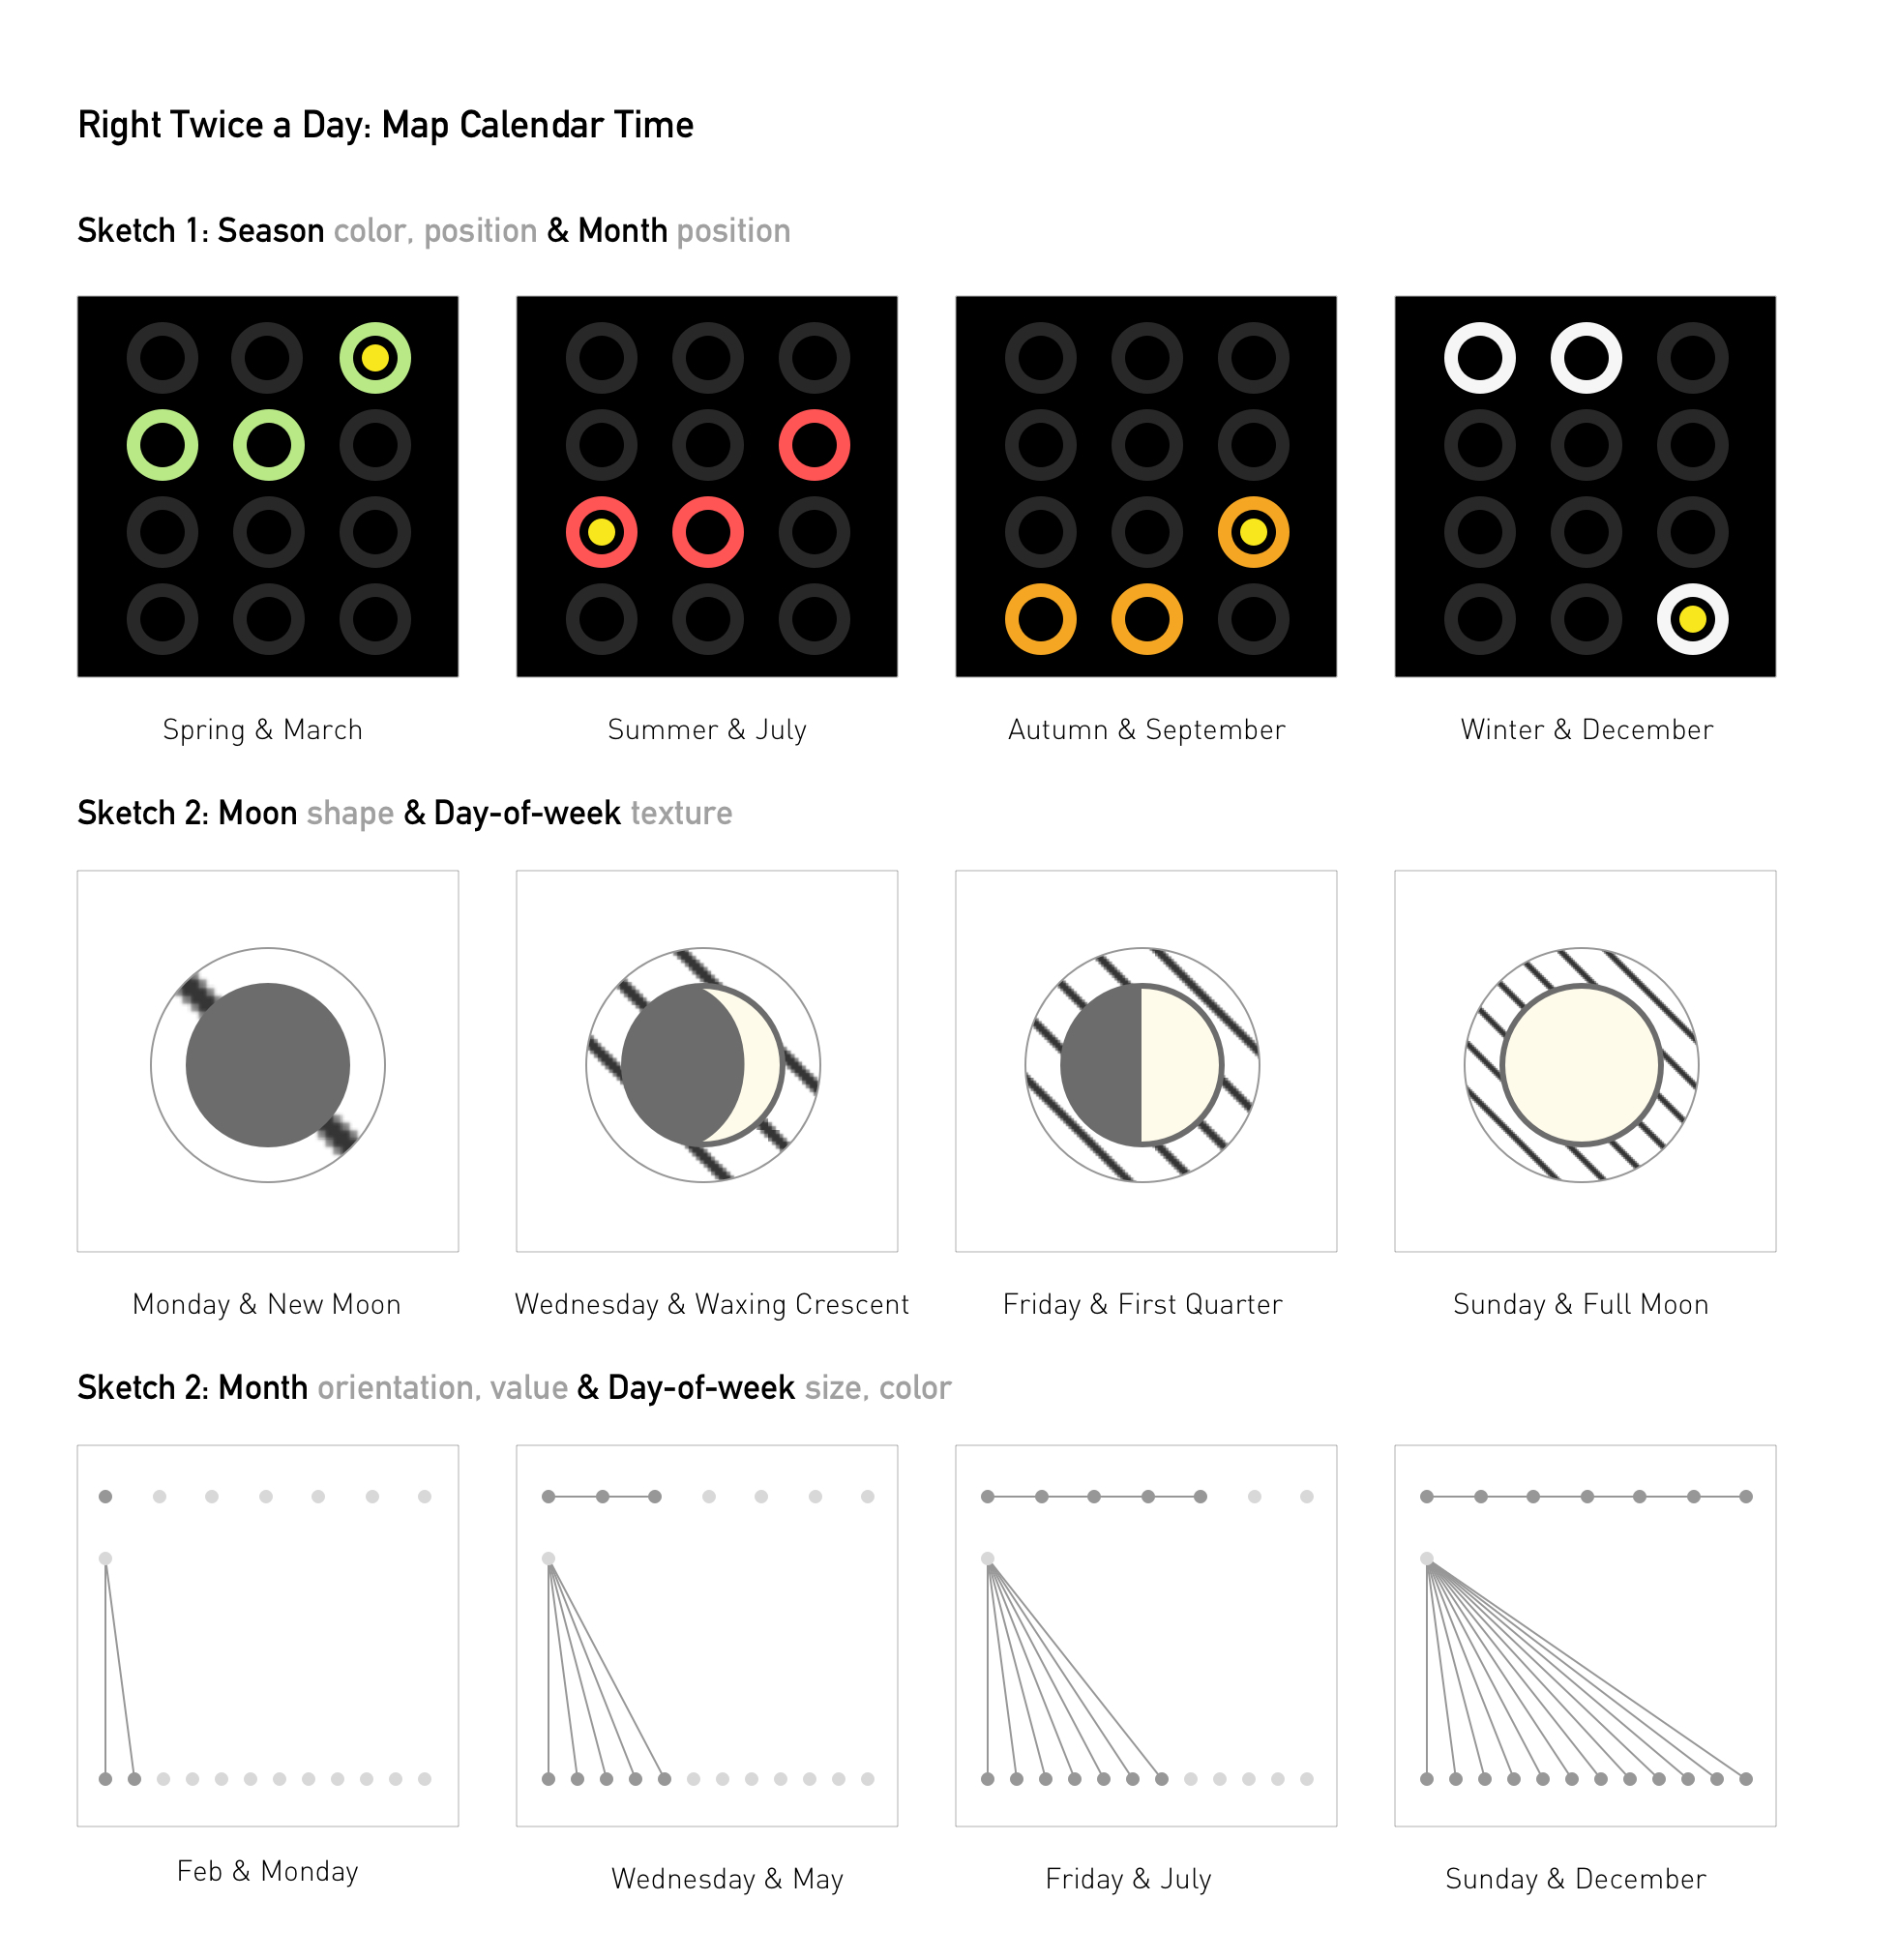 Right Twice a Day: Map Calendar Time
Sketch 1: Season color, position & Month position
Spring & March
Summer & July
Autumn & September
Winter & December
Sketch 2: Moon shape & Day-of-week texture
Monday & New Moon
Wednesday & Waxing Crescent
Friday & First Quarter
Sunday & Full Moon
Sketch 2: Month orientation, value & Day-of-week size, color
Feb & Monday
Wednesday & May
Friday & July
Sunday & December